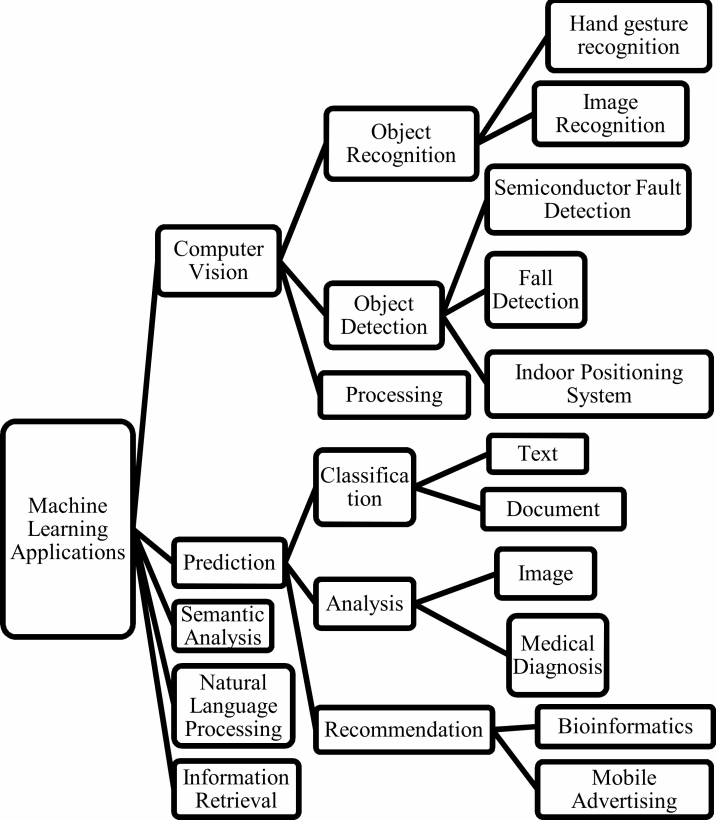 Hand gesture
recognition
Image
Recognition
Object
Recognition
Semiconductor Fault
Detection
Computer
Vision
Fall
Detection
Object
Detection
Indoor Positioning
System
Processing
Machine
Learning
Applications
Classifica
tion
Text
Document
Prediction
Analysis
Image
Semantic
Analysis
Medical
Diagnosis
Natural
Language
Processing
Recommendation
Bioinformatics
Information
Retrieval
Mobile
Advertising